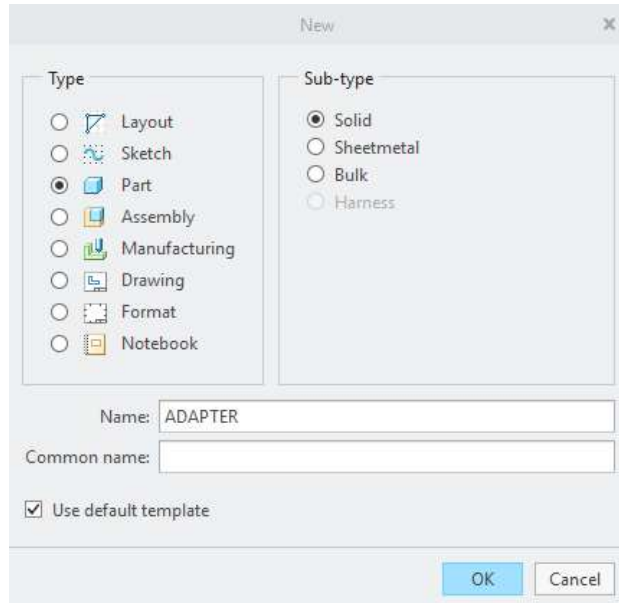 New
Type
Layout
Sketch
Part
Assembly
Manufacturing
Drawing
Format
Notebook
Sub-type
Solid
Sheetmetal
Bulk
Harness
Name: ADAPTER
Common name:
Use default template
OK Cancel